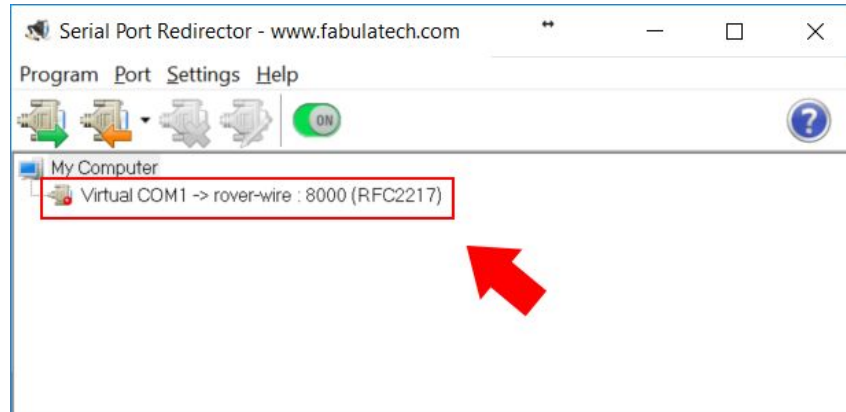 Serial Port Redirector - www.fabulatech.com
Program Port Settings Help
ON
My Computer
Virtual COM1 -> rover-wire : 8000 (RFC2217)